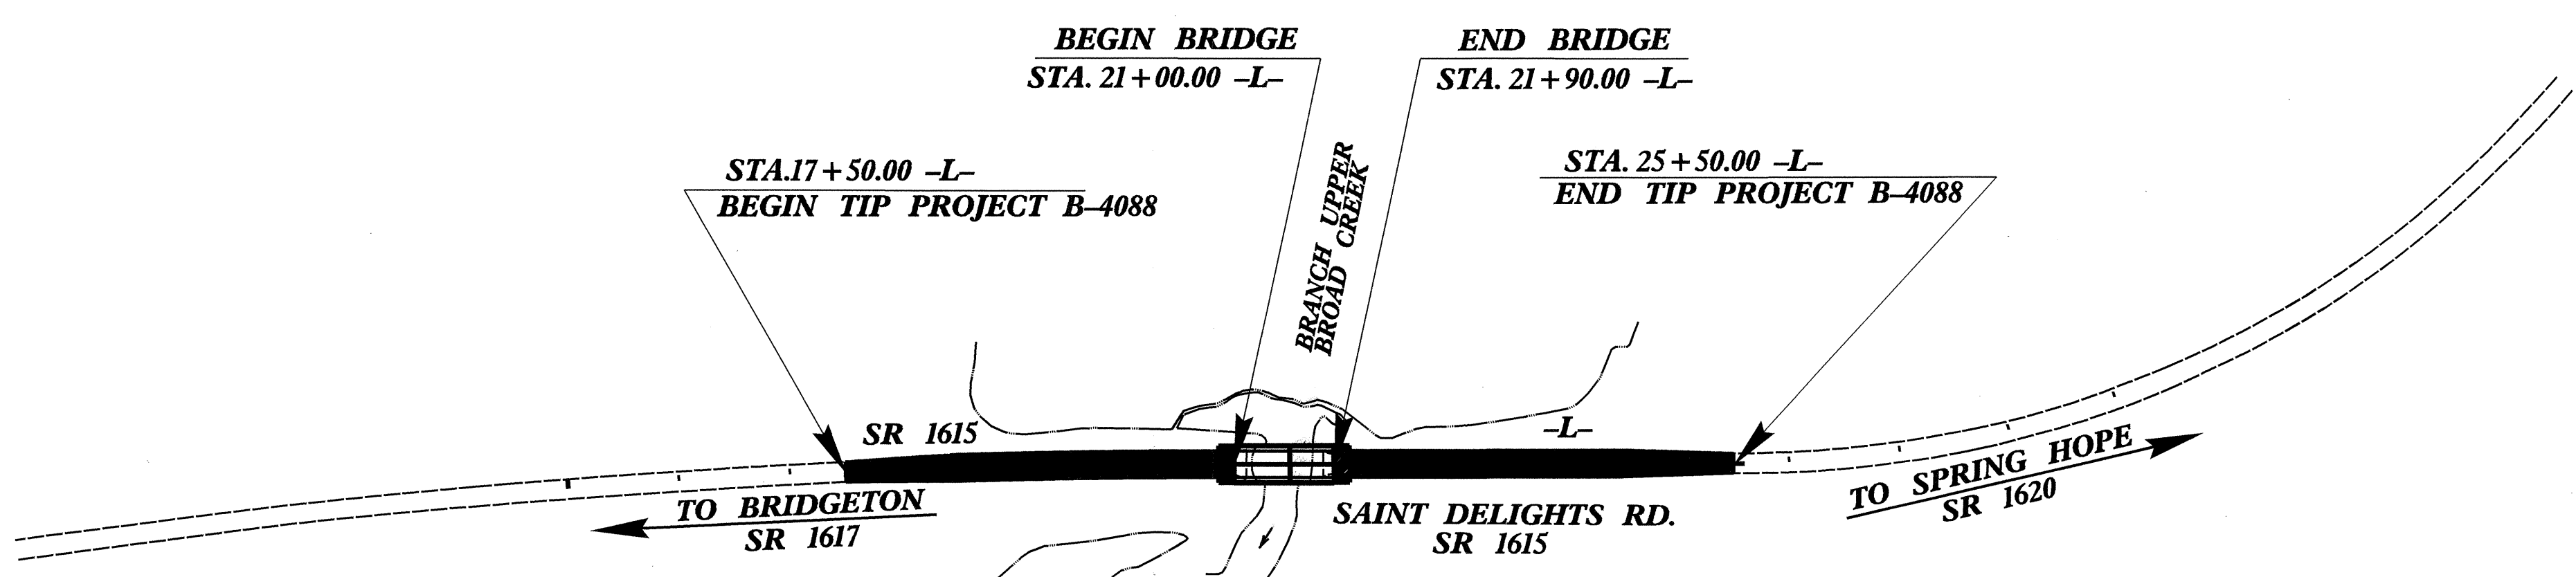 BEGIN BRIDGE
STA. 21+00.00 –L–
END BRIDGE
STA. 21+90.00 –L–
STA.17+50.00 –L–
BEGIN TIP PROJECT B–4088
STA. 25+50.00 –L–
END TIP PROJECT B–4088
BRANCH UPPER
BROAD CREEK
SR 1615
–L–
TO BRIDGETON
SR 1617
SAINT DELIGHTS RD.
SR 1615
TO SPRING HOPE
SR 1620